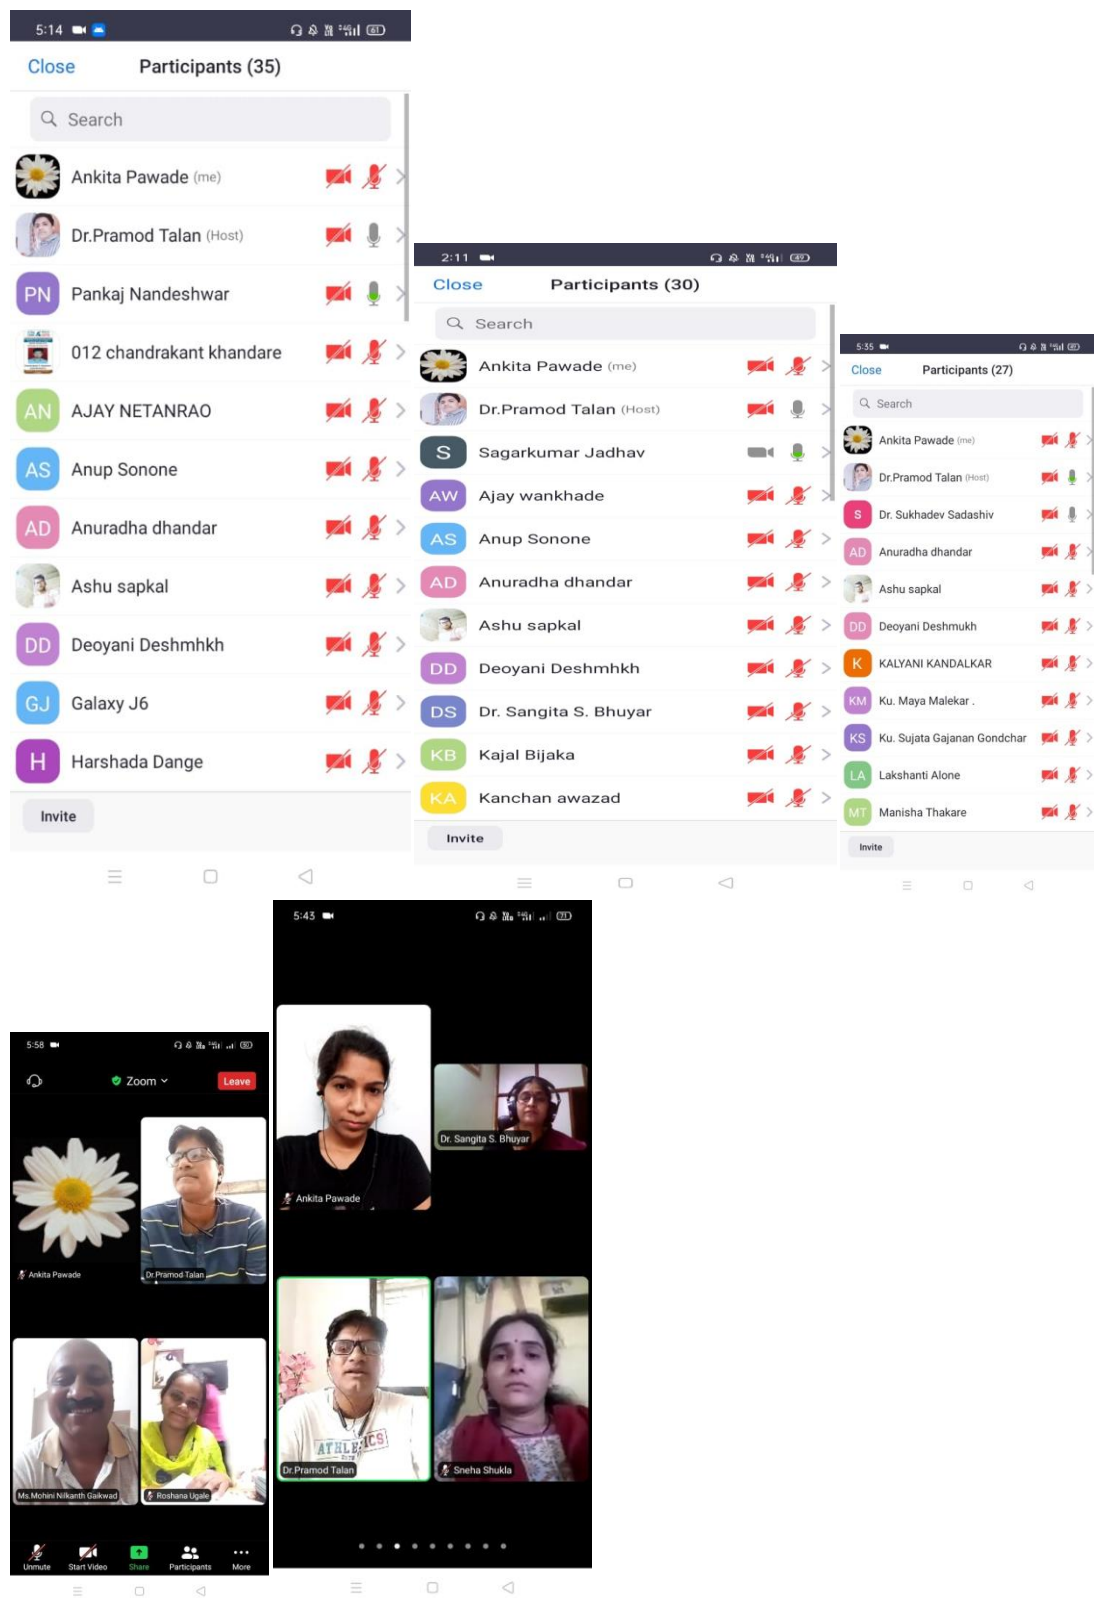 5:14
61
Close
Participants (35)
Search
Ankita Pawade (me)
Dr.Pramod Talan (Host)
PN
Pankaj Nandeshwar
012 chandrakant khandare
AN
AJAY NETANRAO
AS
Anup Sonone
AD
Anuradha dhandar
Ashu sapkal
DD
Deoyani Deshmhkh
GJ
Galaxy J6
H
Harshada Dange
Invite
2:11
49
Close
Participants (30)
Search
Ankita Pawade (me)
Dr.Pramod Talan (Host)
S
Sagarkumar Jadhav
AW
Ajay wankhade
AS
Anup Sonone
AD
Anuradha dhandar
Ashu sapkal
DD
Deoyani Deshmhkh
DS
Dr. Sangita S. Bhuyar
KB
Kajal Bijaka
KA
Kanchan awazad
Invite
5:35
Close
Participants (27)
Search
Ankita Pawade (me)
Dr.Pramod Talan (Host)
S
Dr. Sukhadev Sadashiv
AD
Anuradha dhandar
Ashu sapkal
DD
Deoyani Deshmukh
K
KALYANI KANDALKAR
KM
Ku. Maya Malekar .
KS
Ku. Sujata Gajanan Gondchar
LA
Lakshanti Alone
MT
Manisha Thakare
Invite
5:58
Zoom
Leave
Ankita Pawade
Dr.Pramod Talan
Ms.Mohini Nilkanth Gaikwad
Roshana Ugale
Unmute
Start Video
Share
Participants
More
5:43
71
Ankita Pawade
Dr. Sangita S. Bhuyar
ATHLETICS
Dr.Pramod Talan
Sneha Shukla